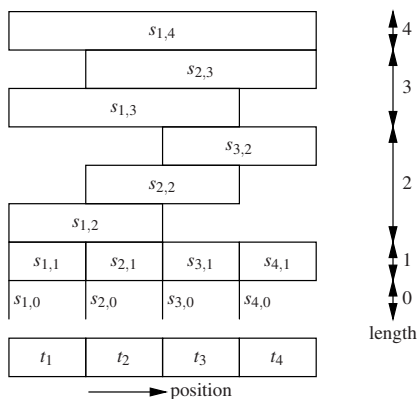 s1,4 4
s2,3
s1,3 3
s3,2
s2,2 2
s1,2
s1,1 s2,1 s3,1 s4,1 1
s1,0 s2,0 s3,0 s4,0 0
length
t1 t2 t3 t4
position